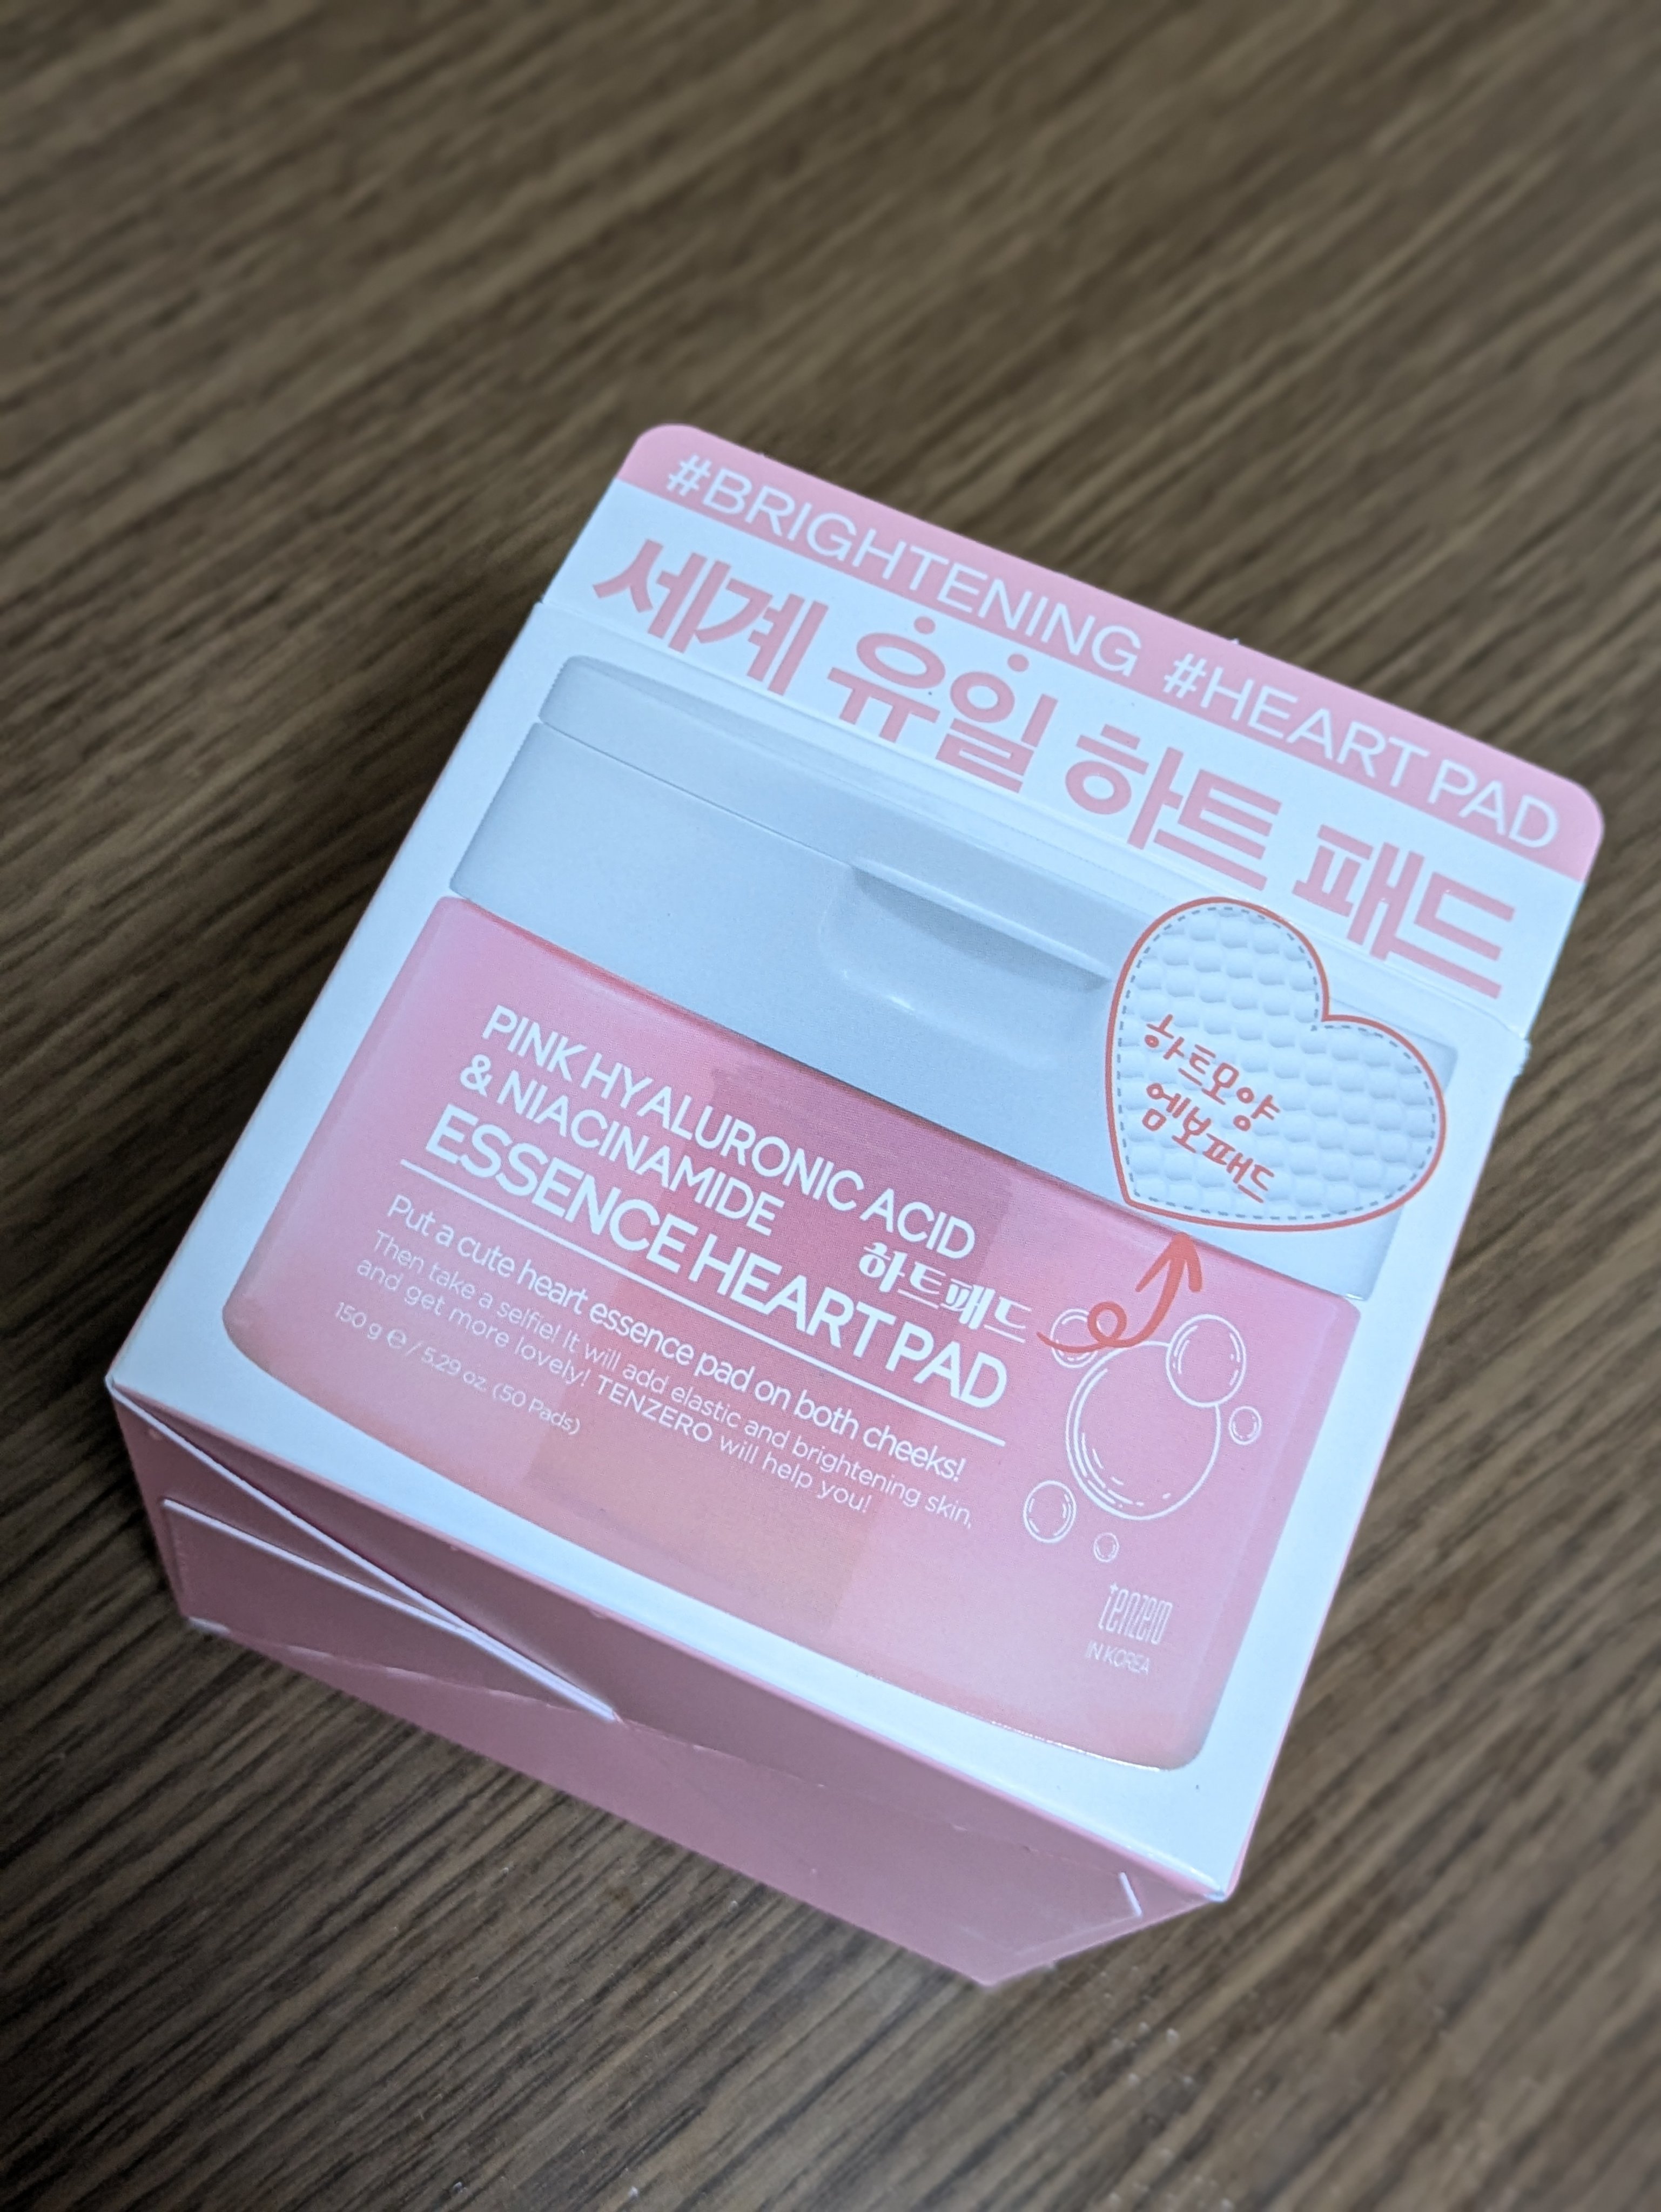 #BRIGHTENING #HEART PAD
세계 유일 하트 패드
하트모양
엠보패드
PINK HYALURONIC ACID
& NIACINAMIDE
하트패드
ESSENCE HEART PAD
Put a cute heart essence pad on both cheeks!
Then take a selfie! It will add elastic and brightening skin,
and get more lovely! TENZERO will help you!
150 g ℮ / 5.29 oz. (50 Pads)
tenzero
IN KOREA